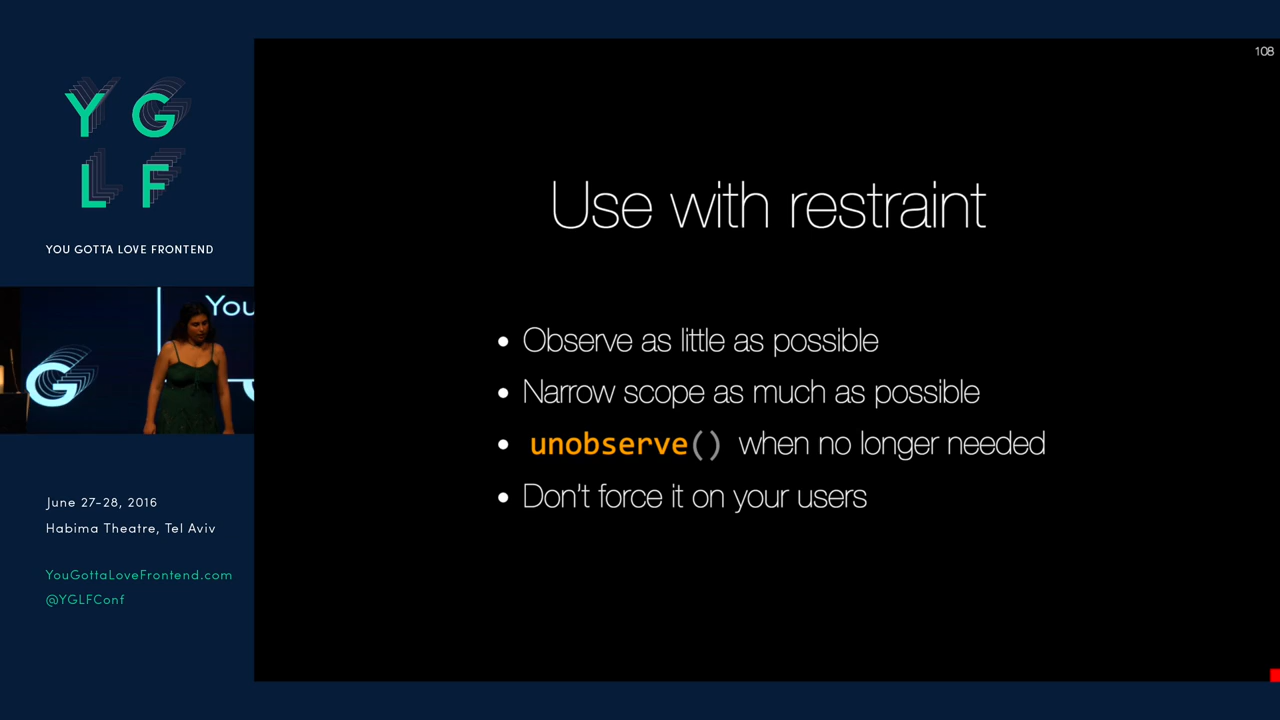 108
Y G
L F
YOU GOTTA LOVE FRONTEND
You
G
June 27-28, 2016
Habima Theatre, Tel Aviv
YouGottaLoveFrontend.com
@YGLFConf
Use with restraint
• Observe as little as possible
• Narrow scope as much as possible
• unobserve() when no longer needed
• Don't force it on your users